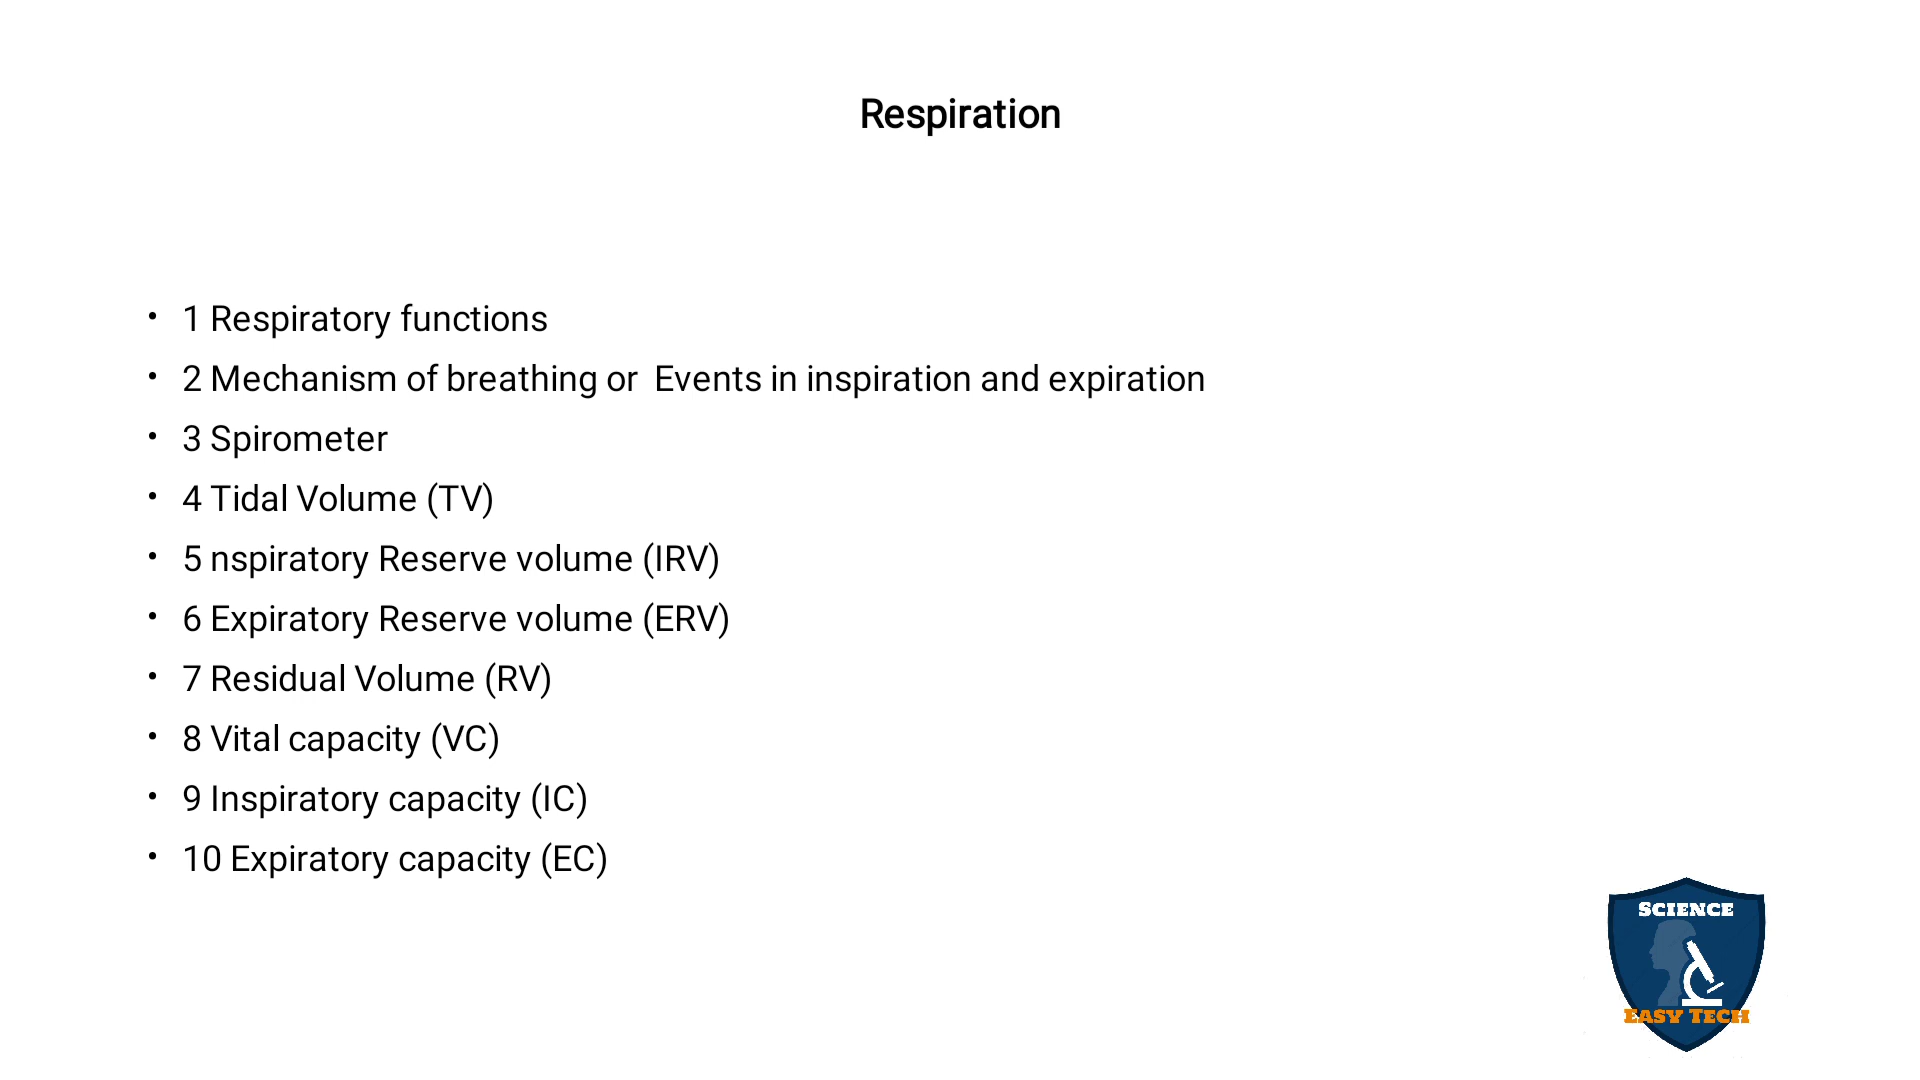 Respiration
• 1 Respiratory functions
• 2 Mechanism of breathing or  Events in inspiration and expiration
• 3 Spirometer
• 4 Tidal Volume (TV)
• 5 nspiratory Reserve volume (IRV)
• 6 Expiratory Reserve volume (ERV)
• 7 Residual Volume (RV)
• 8 Vital capacity (VC)
• 9 Inspiratory capacity (IC)
• 10 Expiratory capacity (EC)
SCIENCE
EASY TECH